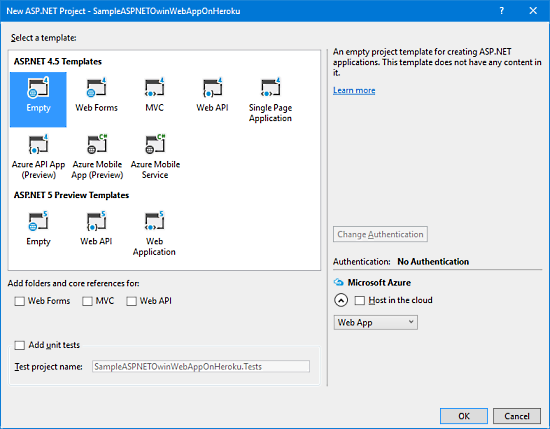 New ASP.NET Project - SampleASPNETOwinWebAppOnHeroku
Select a template:
ASP.NET 4.5 Templates
Empty
Web Forms
MVC
Web API
Single Page
Application
Azure API App
(Preview)
Azure Mobile
App (Preview)
Azure Mobile
Service
ASP.NET 5 Preview Templates
Empty
Web API
Web
Application
An empty project template for creating ASP.NET
applications. This template does not have any content in
it.
Learn more
Change Authentication
Authentication: No Authentication
Microsoft Azure
Host in the cloud
Web App
Add folders and core references for:
Web Forms
MVC
Web API
Add unit tests
Test project name: SampleASPNETOwinWebAppOnHeroku.Tests
OK
Cancel